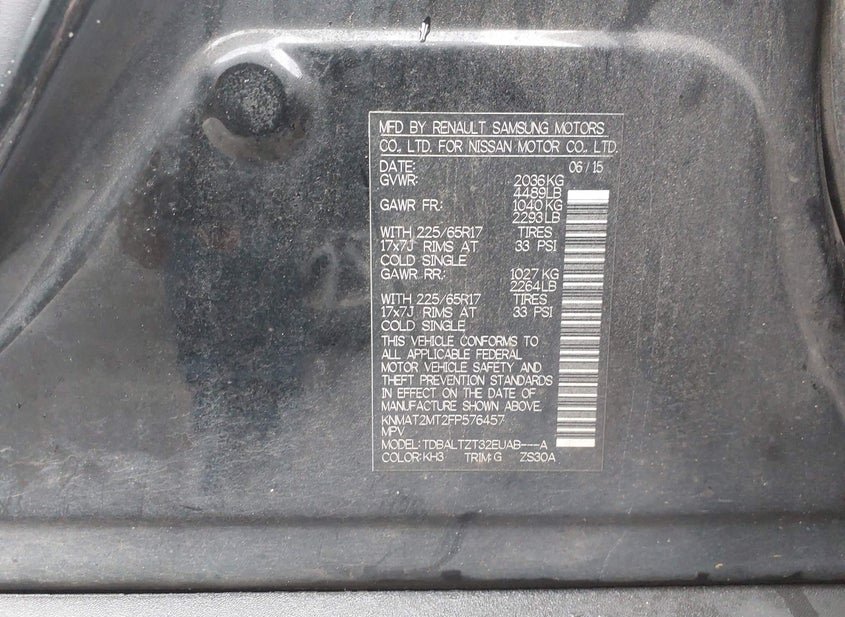 MFD BY RENAULT SAMSUNG MOTORS
CO., LTD. FOR NISSAN MOTOR CO., LTD.
DATE: 06/15
GVWR: 2036KG
4489LB
GAWR FR: 1040 KG
2293LB
WITH 225/65R17 TIRES
17x7J RIMS AT 33 PSI
COLD SINGLE
GAWR RR: 1027 KG
2264LB
WITH 225/65R17 TIRES
17x7J RIMS AT 33 PSI
COLD SINGLE
THIS VEHICLE CONFORMS TO
ALL APPLICABLE FEDERAL
MOTOR VEHICLE SAFETY AND
THEFT PREVENTION STANDARDS
IN EFFECT ON THE DATE OF
MANUFACTURE SHOWN ABOVE.
KNMAT2MT2FP576457
MPV
MODEL: TDBALTZT32EUAB---A
COLOR: KH3 TRIM: G ZS30A